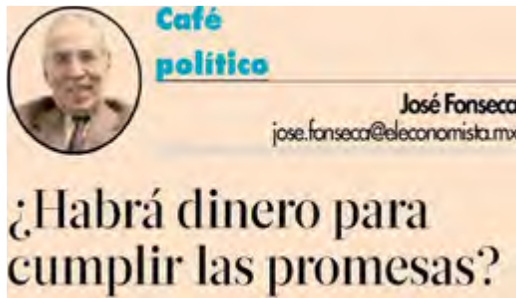 Café
político
José Fonseca
jose.fonseca@eleconomista.mx
¿Habrá dinero para
cumplir las promesas?